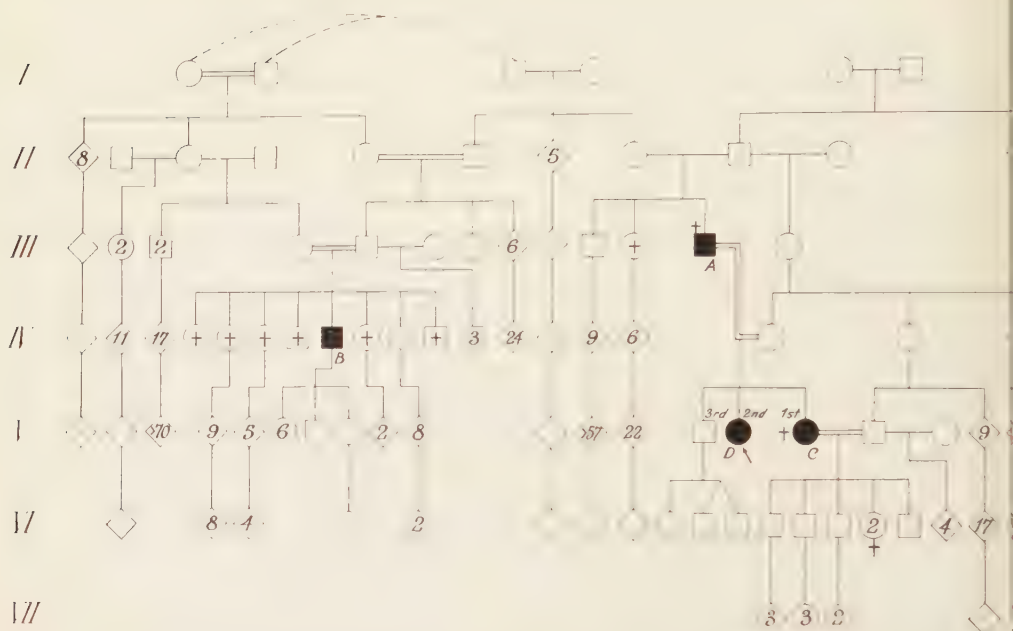 I
II 8 5
III 2 2 + 6 + + A
IV 11 17 + + + + B + + 3 24 9 6
V 70 9 5 6 2 8 >57 22 3rd 2nd 1st + D C 9
VI 8 4 2 2 + 4 17
VII 3 3 2